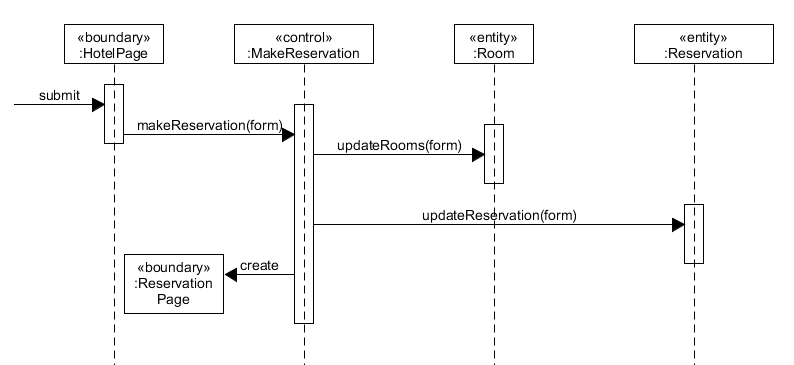 «boundary»
:HotelPage
«control»
:MakeReservation
«entity»
:Room
«entity»
:Reservation
submit
makeReservation(form)
updateRooms(form)
updateReservation(form)
create
«boundary»
:Reservation
Page